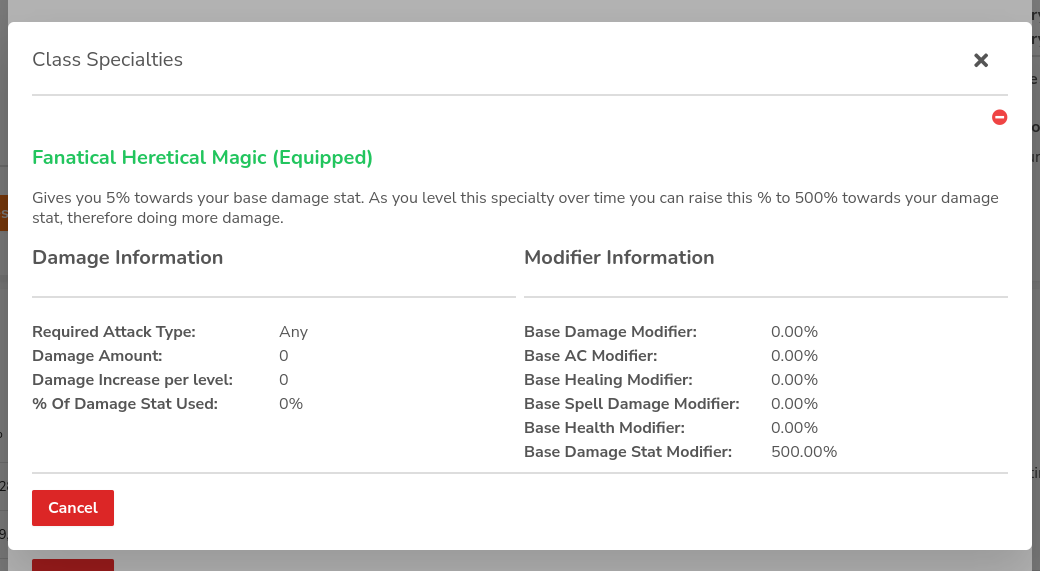 Class Specialties
Fanatical Heretical Magic (Equipped)
Gives you 5% towards your base damage stat. As you level this specialty over time you can raise this % to 500% towards your damage
stat, therefore doing more damage.
Damage Information
Modifier Information
Required Attack Type: Any
Damage Amount: 0
Damage Increase per level: 0
% Of Damage Stat Used: 0%
Base Damage Modifier: 0.00%
Base AC Modifier: 0.00%
Base Healing Modifier: 0.00%
Base Spell Damage Modifier: 0.00%
Base Health Modifier: 0.00%
Base Damage Stat Modifier: 500.00%
Cancel